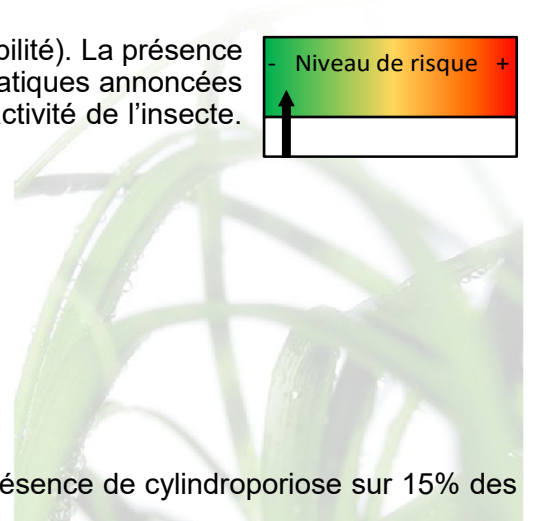 bilité). La présence
atiques annoncées
ctivité de l’insecte.
- Niveau de risque +
ésence de cylindroporiose sur 15% des